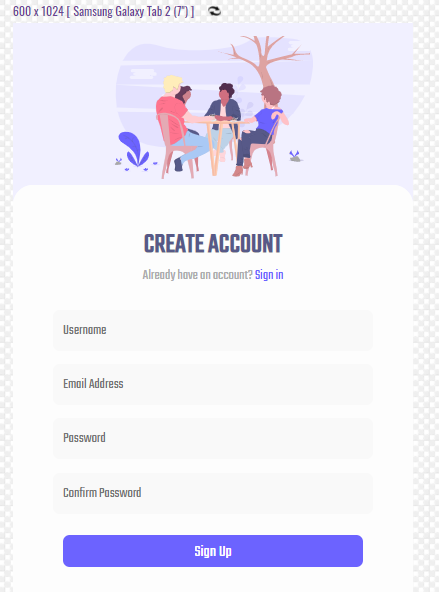 600 x 1024 [ Samsung Galaxy Tab 2 (7") ]
CREATE ACCOUNT
Already have an account? Sign in
Username
Email Address
Password
Confirm Password
Sign Up